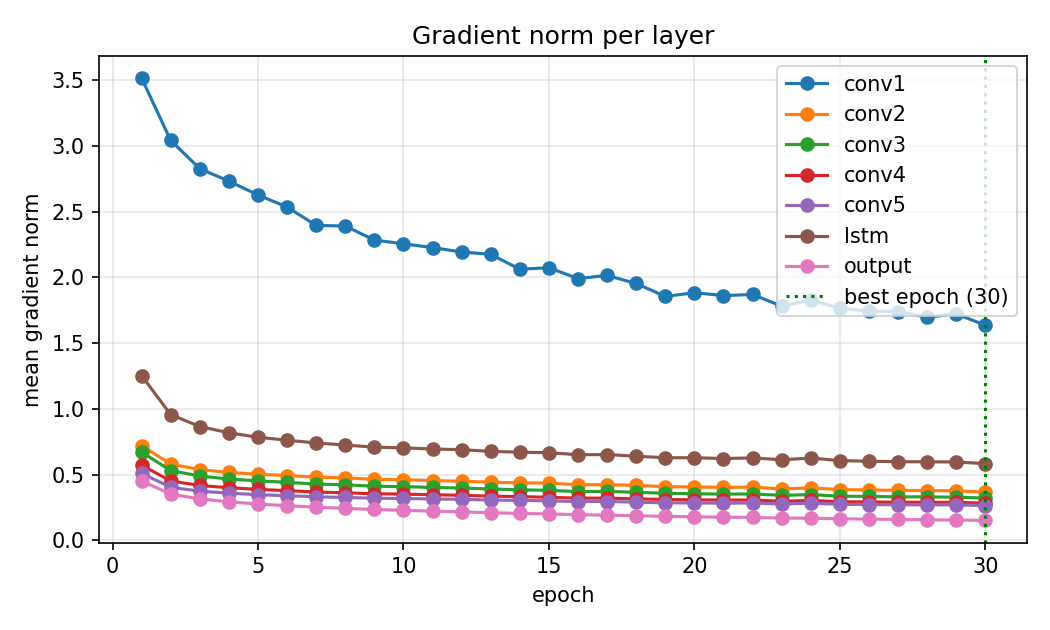 Gradient norm per layer
mean gradient norm
3.5
3.0
2.5
2.0
1.5
1.0
0.5
0.0
conv1
conv2
conv3
conv4
conv5
lstm
output
best epoch (30)
0 5 10 15 20 25 30
epoch